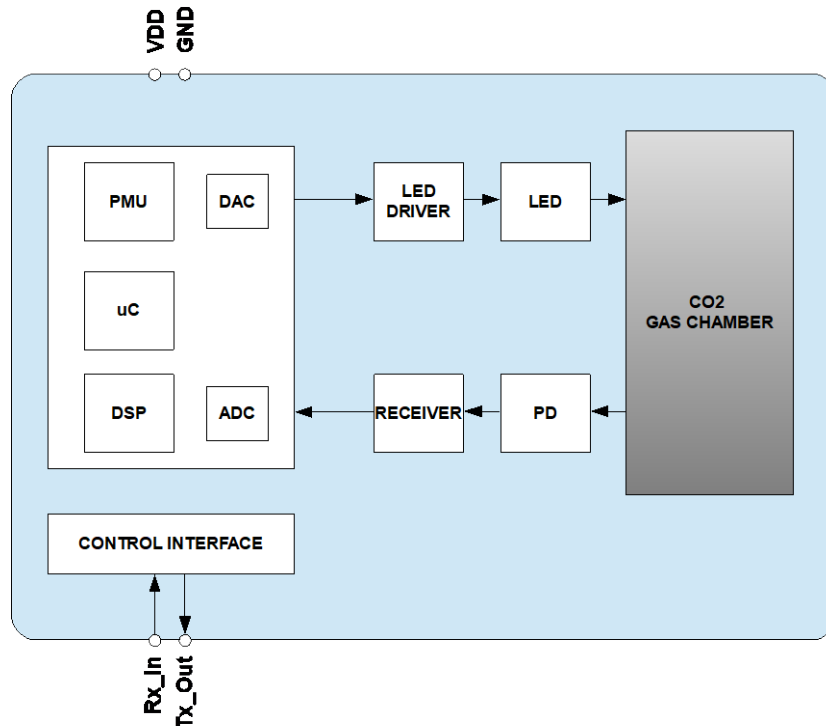 VDD
GND
PMU
DAC
LED
DRIVER
LED
uC
CO2
GAS CHAMBER
DSP
ADC
RECEIVER
PD
CONTROL INTERFACE
Rx_In
Tx_Out